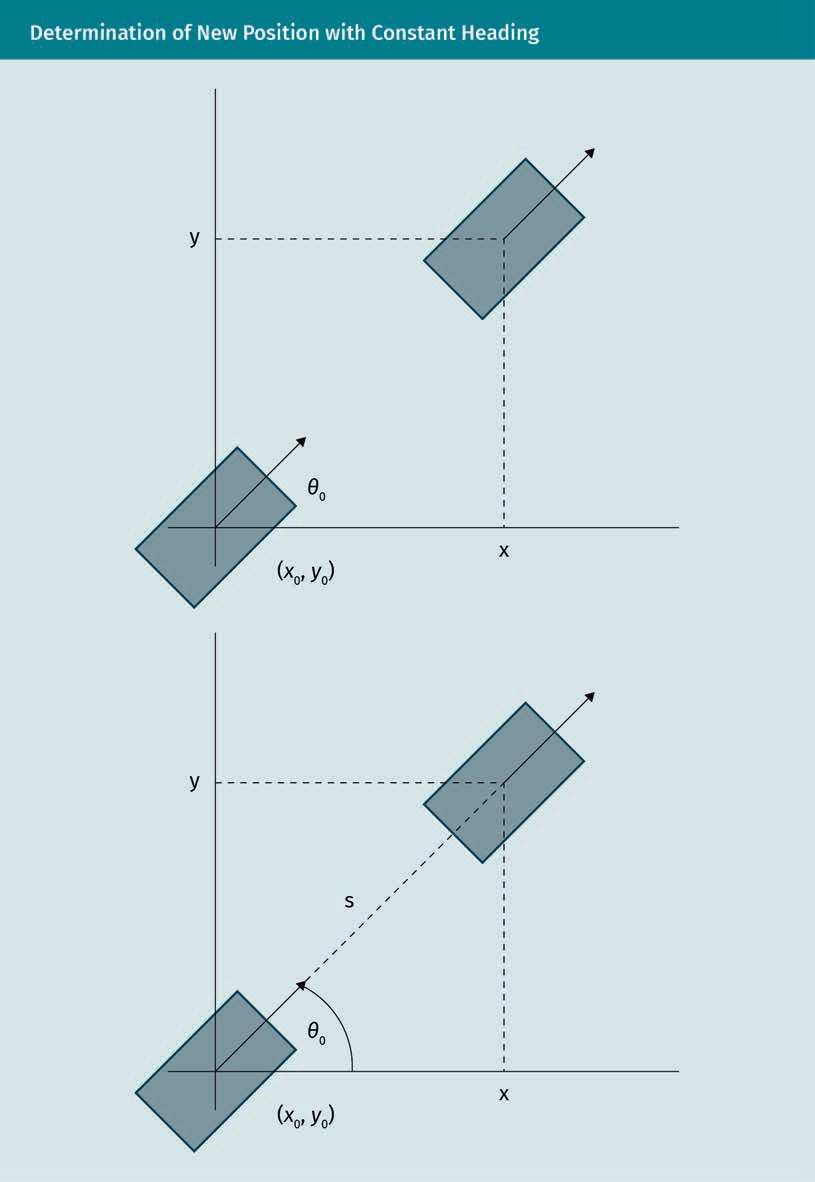 Determination of New Position with Constant Heading
y
θ₀
x
(x₀, y₀)
y
s
θ₀
x
(x₀, y₀)